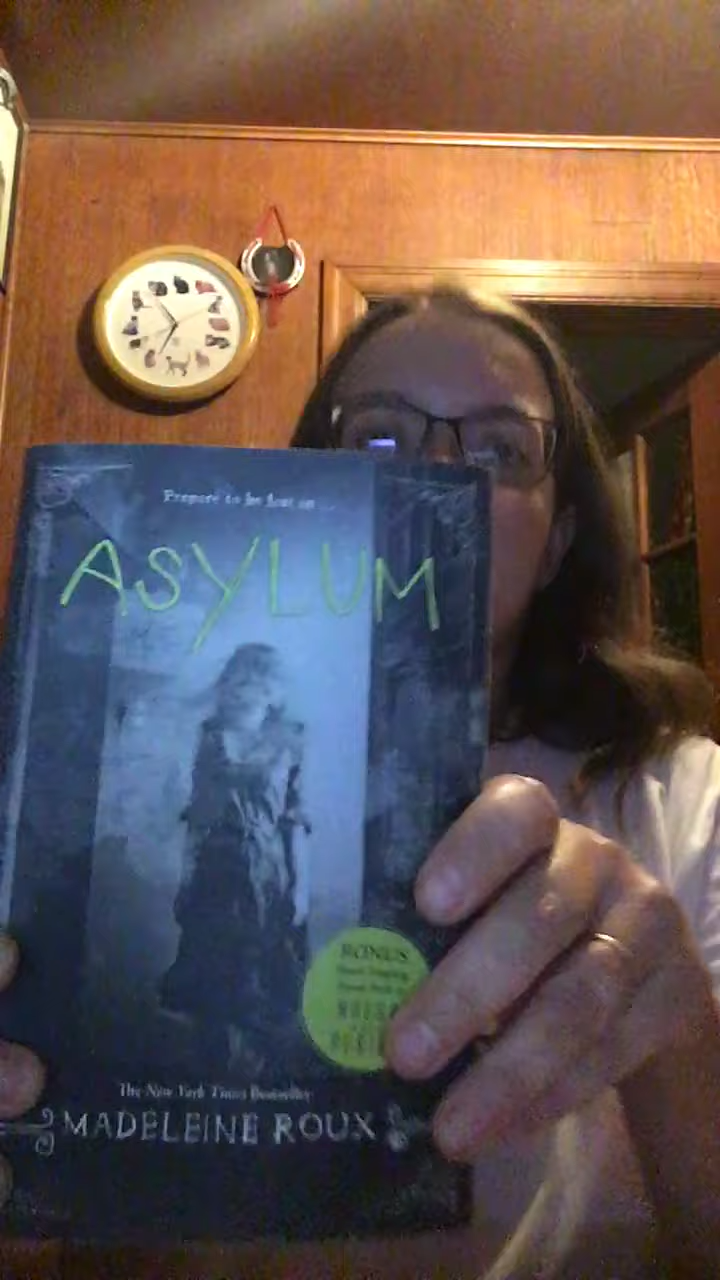 Prepare to be lost in ...
ASYLUM
BONUS
The New York Times Bestseller
MADELEINE ROUX